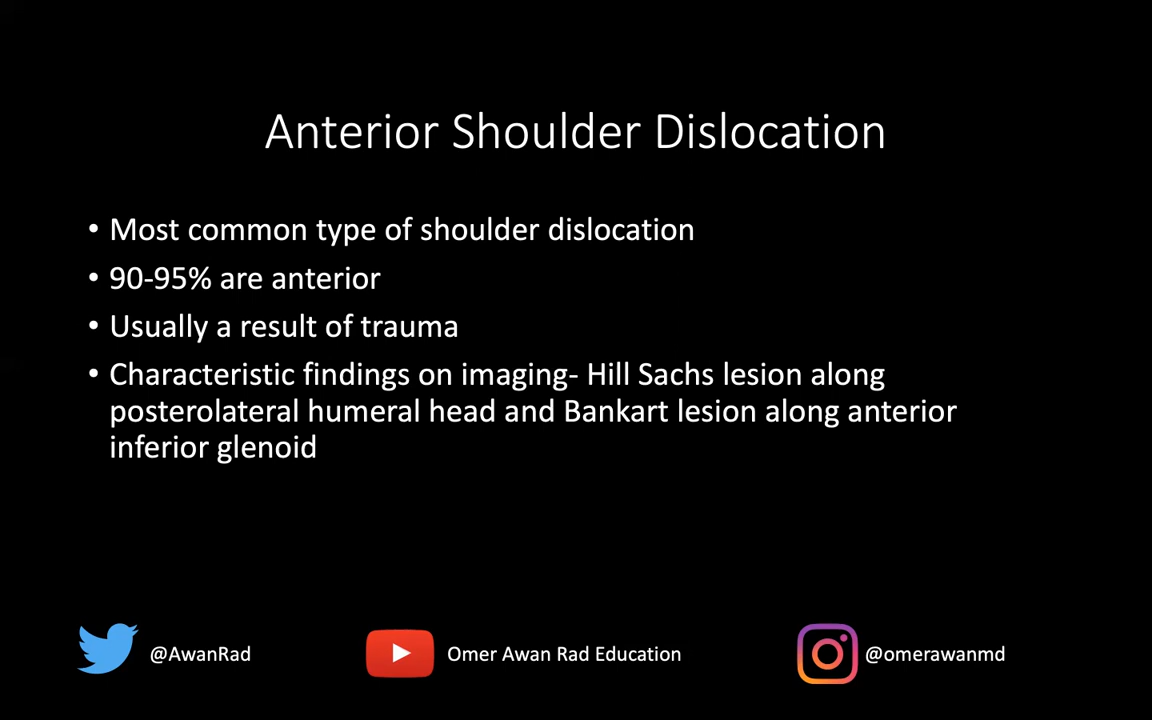 Anterior Shoulder Dislocation
• Most common type of shoulder dislocation
• 90-95% are anterior
• Usually a result of trauma
• Characteristic findings on imaging- Hill Sachs lesion along
posterolateral humeral head and Bankart lesion along anterior
inferior glenoid
@AwanRad
Omer Awan Rad Education
@omerawanmd